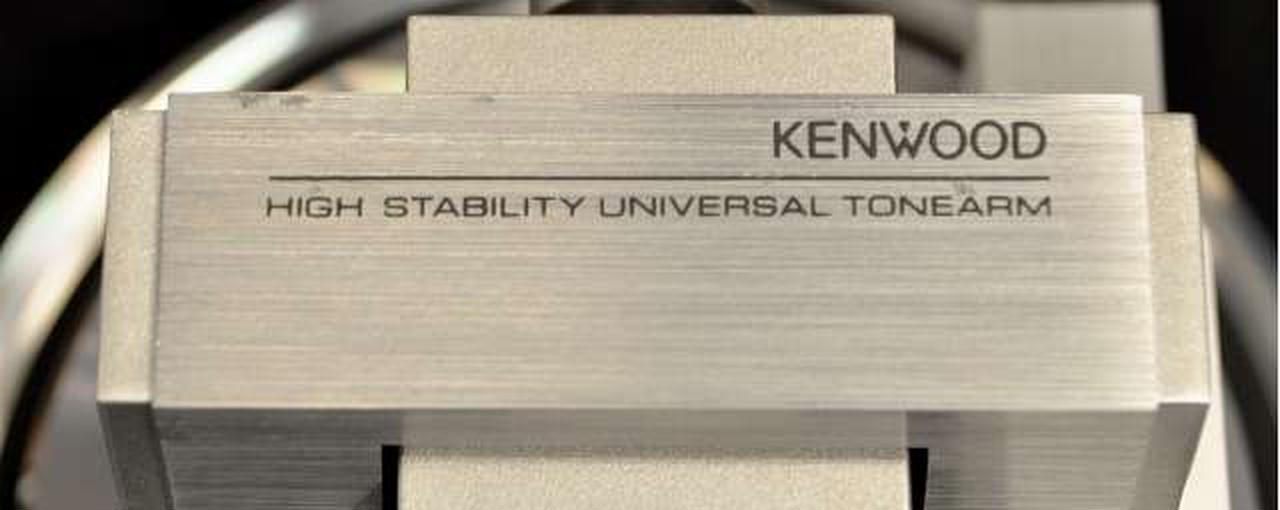 KENWOOD
HIGH STABILITY UNIVERSAL TONEARM